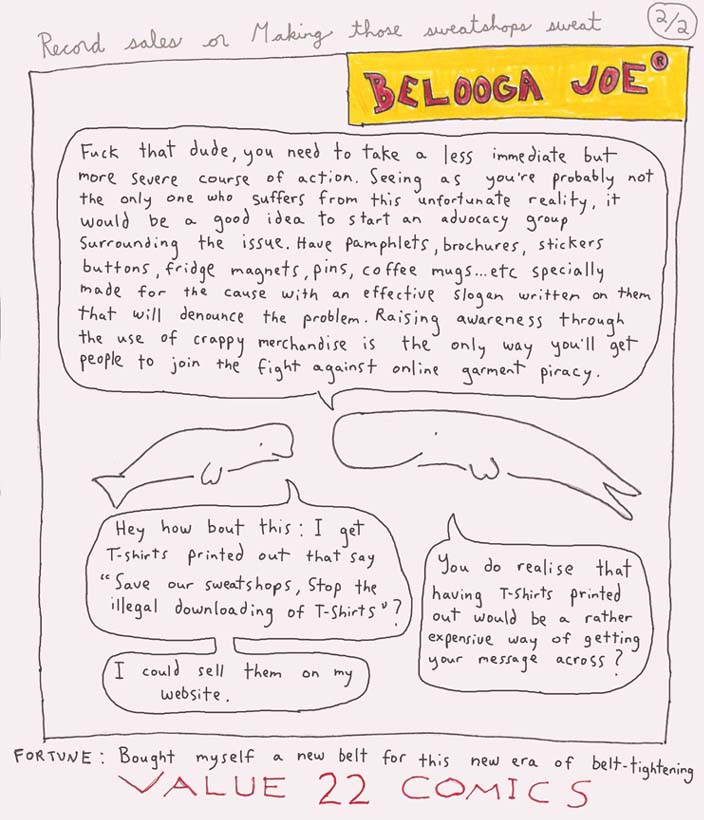 Record sales or Making those sweatshops sweat
2/2
BELOOGA JOE®
Fuck that dude, you need to take a less immediate but
more severe course of action. Seeing as you're probably not
the only one who suffers from this unfortunate reality, it
would be a good idea to start an advocacy group
surrounding the issue. Have pamphlets, brochures, stickers
buttons, fridge magnets, pins, coffee mugs...etc specially
made for the cause with an effective slogan written on them
that will denounce the problem. Raising awareness through
the use of crappy merchandise is the only way you'll get
people to join the fight against online garment piracy.
Hey how bout this: I get
T-shirts printed out that say
"Save our sweatshops, Stop the
illegal downloading of T-shirts"?
I could sell them on my
website.
You do realise that
having T-Shirts printed
out would be a rather
expensive way of getting
your message across?
FORTUNE: Bought myself a new belt for this new era of belt-tightening
VALUE 22 COMICS